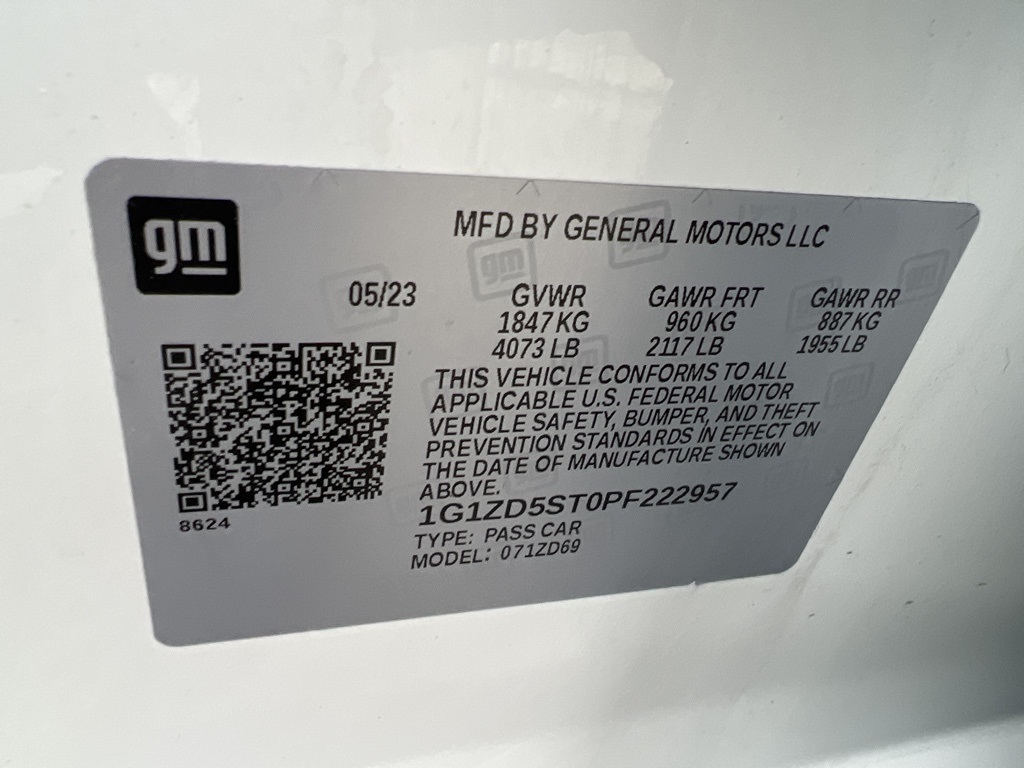 gm
MFD BY GENERAL MOTORS LLC
05/23 GVWR GAWR FRT GAWR RR
1847 KG 960 KG 887 KG
4073 LB 2117 LB 1955 LB
THIS VEHICLE CONFORMS TO ALL
APPLICABLE U.S. FEDERAL MOTOR
VEHICLE SAFETY, BUMPER, AND THEFT
PREVENTION STANDARDS IN EFFECT ON
THE DATE OF MANUFACTURE SHOWN
ABOVE.
8624
1G1ZD5ST0PF222957
TYPE: PASS CAR
MODEL: 071ZD69